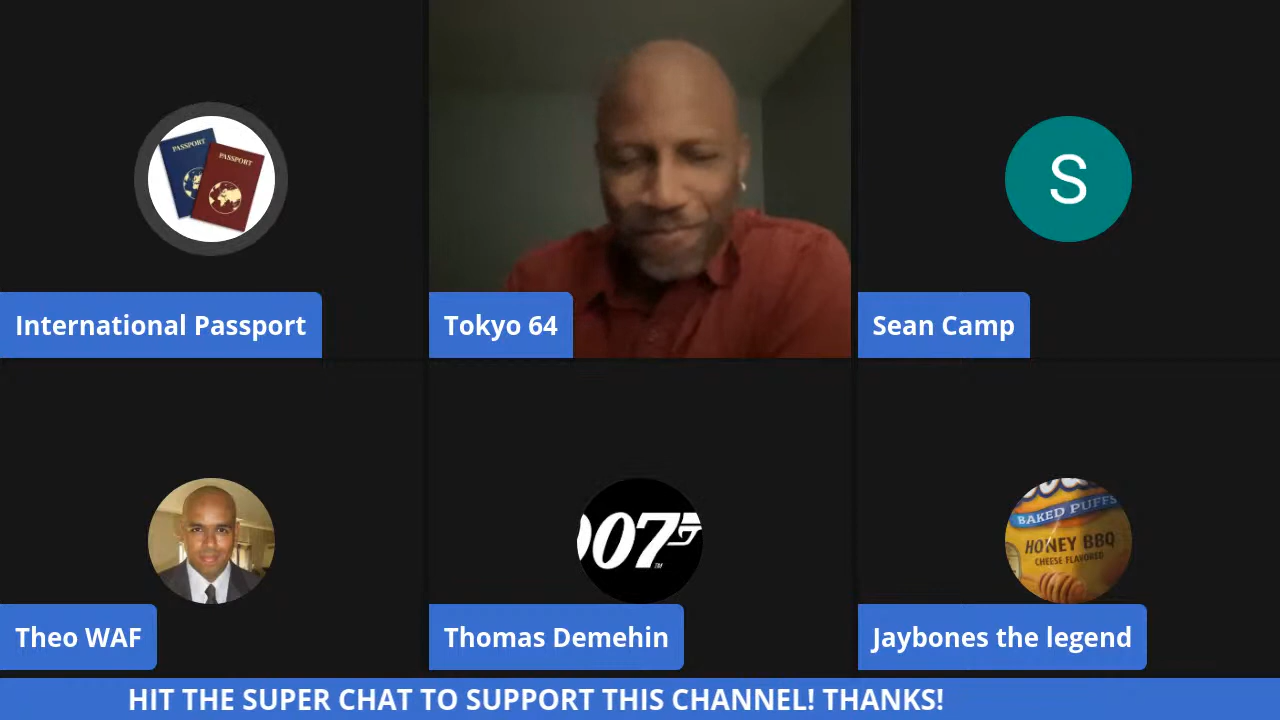 PASSPORT
PASSPORT
International Passport
Tokyo 64
S
Sean Camp
Theo WAF
007
TM
Thomas Demehin
BAKED PUFFS
HONEY BBQ
CHEESE FLAVORED
Jaybones the legend
HIT THE SUPER CHAT TO SUPPORT THIS CHANNEL! THANKS!